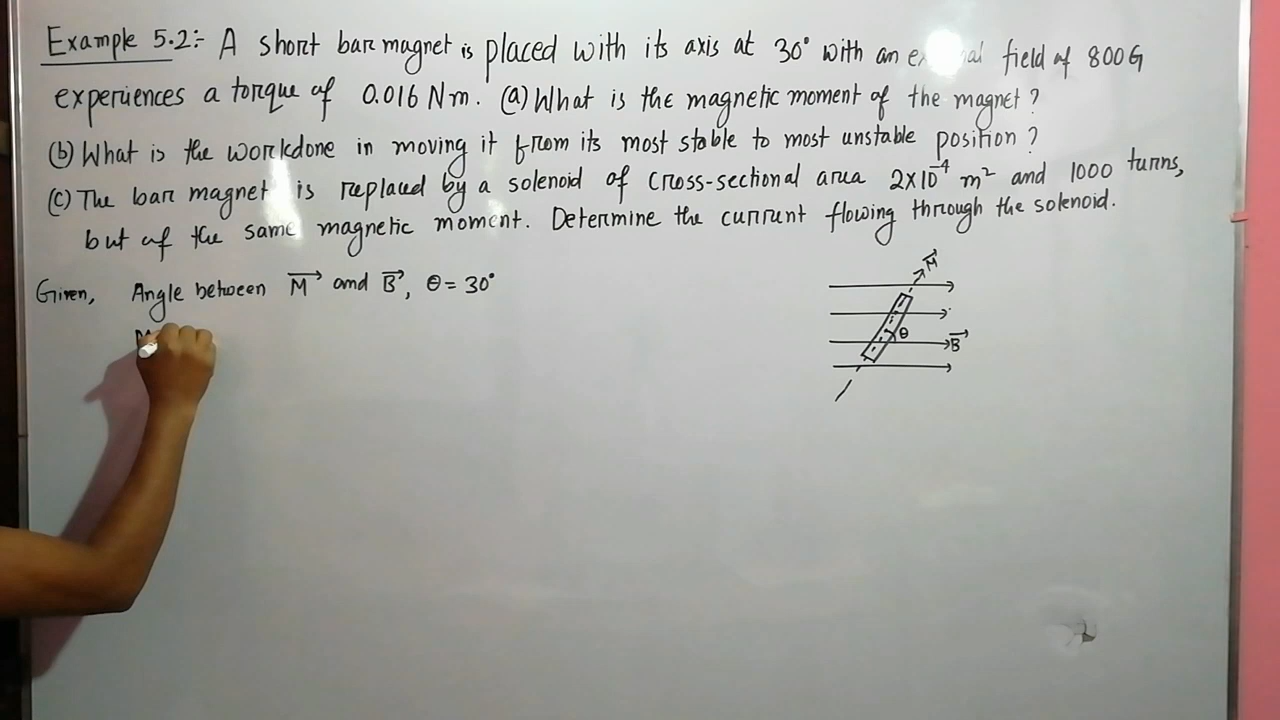 Example 5.2:- A short bar magnet is placed with its axis at 30° with an field of 800G
experiences a torque of 0.016 Nm. (a) What is the magnetic moment of the magnet?
(b) What is the workdone in moving it from its most stable to most unstable position?
(c) The bar magnet is replaced by a solenoid of cross-sectional area 2×10⁻⁴ m² and 1000 turns,
but of the same magnetic moment. Determine the current flowing through the solenoid.
Given, Angle between M⃗ and B⃗, θ = 30°
M⃗
θ
B⃗